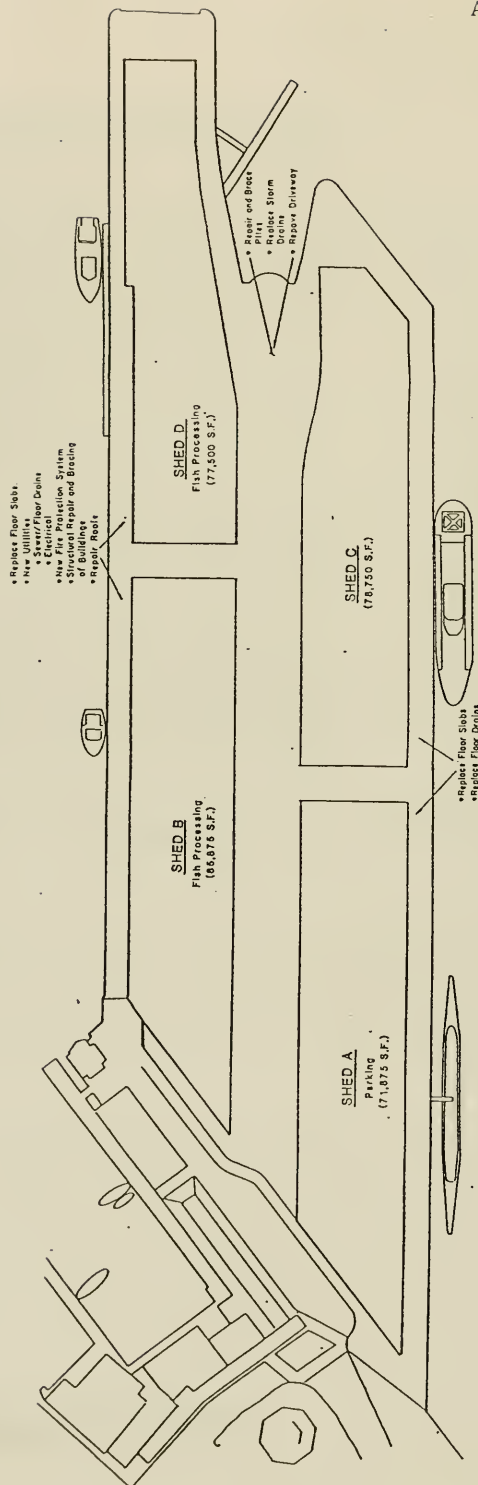 A
• Replace Floor Slabs
• New Utilities
• Sewer/Floor Drains
• Electrical
• New Fire Protection System
• Structural Repair and Bracing
of Buildings
• Repair Roofs
SHED D
Fish Processing
(77,500 S.F.)
• Repair and Brace
Piles
• Replace Storm
Drains
• Repave Driveway
SHED B
Fish Processing
(85,875 S.F.)
SHED C
(78,750 S.F.)
SHED A
Parking
(71,875 S.F.)
• Replace Floor Slabs
• Replace Floor Drains